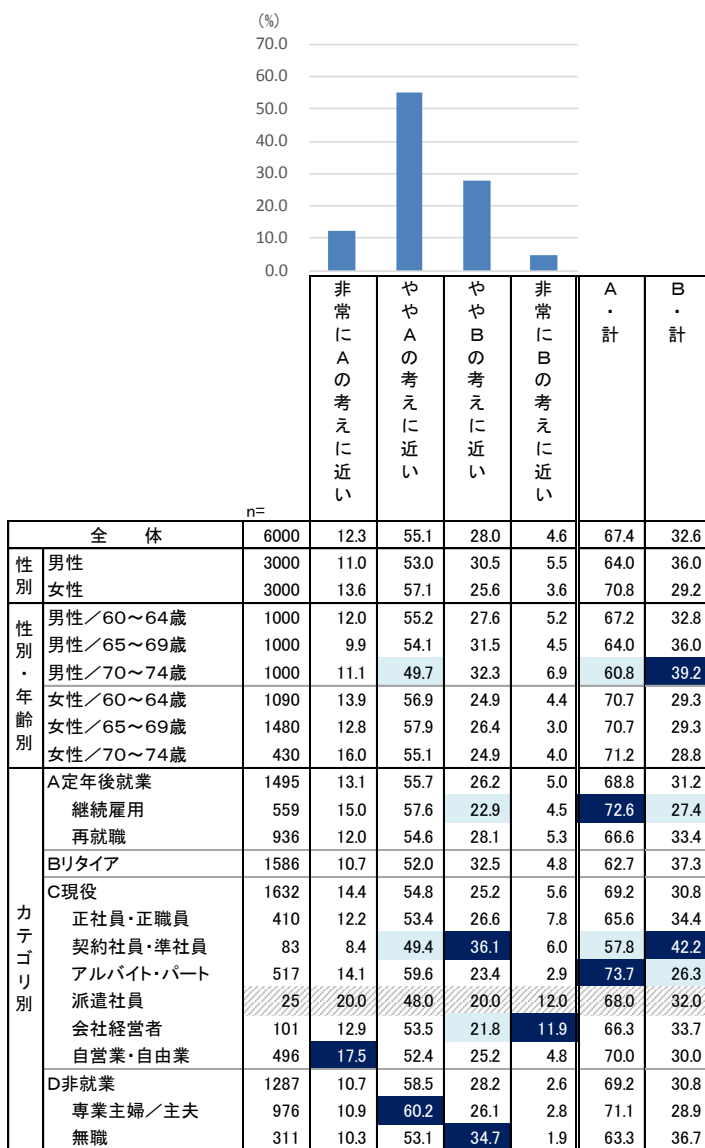 (%)
70.0
60.0
50.0
40.0
30.0
20.0
10.0
0.0
非常にAの考えに近い
ややAの考えに近い
ややBの考えに近い
非常にBの考えに近い
A・計
B・計
n=
全 体 6000 12.3 55.1 28.0 4.6 67.4 32.6
性別
男性 3000 11.0 53.0 30.5 5.5 64.0 36.0
女性 3000 13.6 57.1 25.6 3.6 70.8 29.2
性別・年齢別
男性／60～64歳 1000 12.0 55.2 27.6 5.2 67.2 32.8
男性／65～69歳 1000 9.9 54.1 31.5 4.5 64.0 36.0
男性／70～74歳 1000 11.1 49.7 32.3 6.9 60.8 39.2
女性／60～64歳 1090 13.9 56.9 24.9 4.4 70.7 29.3
女性／65～69歳 1480 12.8 57.9 26.4 3.0 70.7 29.3
女性／70～74歳 430 16.0 55.1 24.9 4.0 71.2 28.8
カテゴリ別
A定年後就業 1495 13.1 55.7 26.2 5.0 68.8 31.2
継続雇用 559 15.0 57.6 22.9 4.5 72.6 27.4
再就職 936 12.0 54.6 28.1 5.3 66.6 33.4
Bリタイア 1586 10.7 52.0 32.5 4.8 62.7 37.3
C現役 1632 14.4 54.8 25.2 5.6 69.2 30.8
正社員・正職員 410 12.2 53.4 26.6 7.8 65.6 34.4
契約社員・準社員 83 8.4 49.4 36.1 6.0 57.8 42.2
アルバイト・パート 517 14.1 59.6 23.4 2.9 73.7 26.3
派遣社員 25 20.0 48.0 20.0 12.0 68.0 32.0
会社経営者 101 12.9 53.5 21.8 11.9 66.3 33.7
自営業・自由業 496 17.5 52.4 25.2 4.8 70.0 30.0
D非就業 1287 10.7 58.5 28.2 2.6 69.2 30.8
専業主婦／主夫 976 10.9 60.2 26.1 2.8 71.1 28.9
無職 311 10.3 53.1 34.7 1.9 63.3 36.7